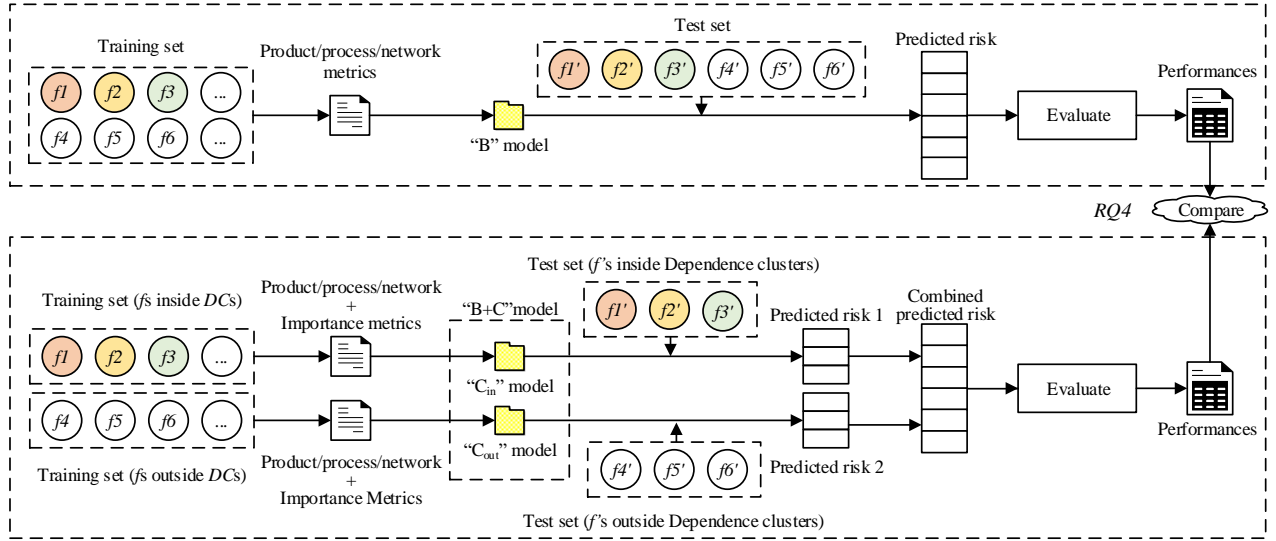 Training set
f1 f2 f3 ...
f4 f5 f6 ...
Product/process/network
metrics
“B” model
Test set
f1' f2' f3' f4' f5' f6'
Predicted risk
Evaluate
Performances
RQ4
Compare
Training set (fs inside DCs)
f1 f2 f3 ...
f4 f5 f6 ...
Training set (fs outside DCs)
Product/process/network
+
Importance metrics
Product/process/network
+
Importance Metrics
“B+C”model
“Cin” model
“Cout” model
Test set (f's inside Dependence clusters)
f1' f2' f3'
f4' f5' f6'
Test set (f's outside Dependence clusters)
Predicted risk 1
Predicted risk 2
Combined
predicted risk
Evaluate
Performances